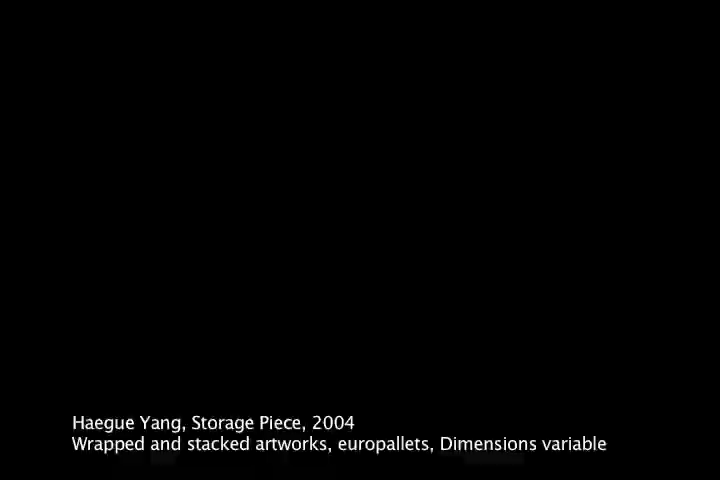 Haegue Yang, Storage Piece, 2004
Wrapped and stacked artworks, europallets, Dimensions variable